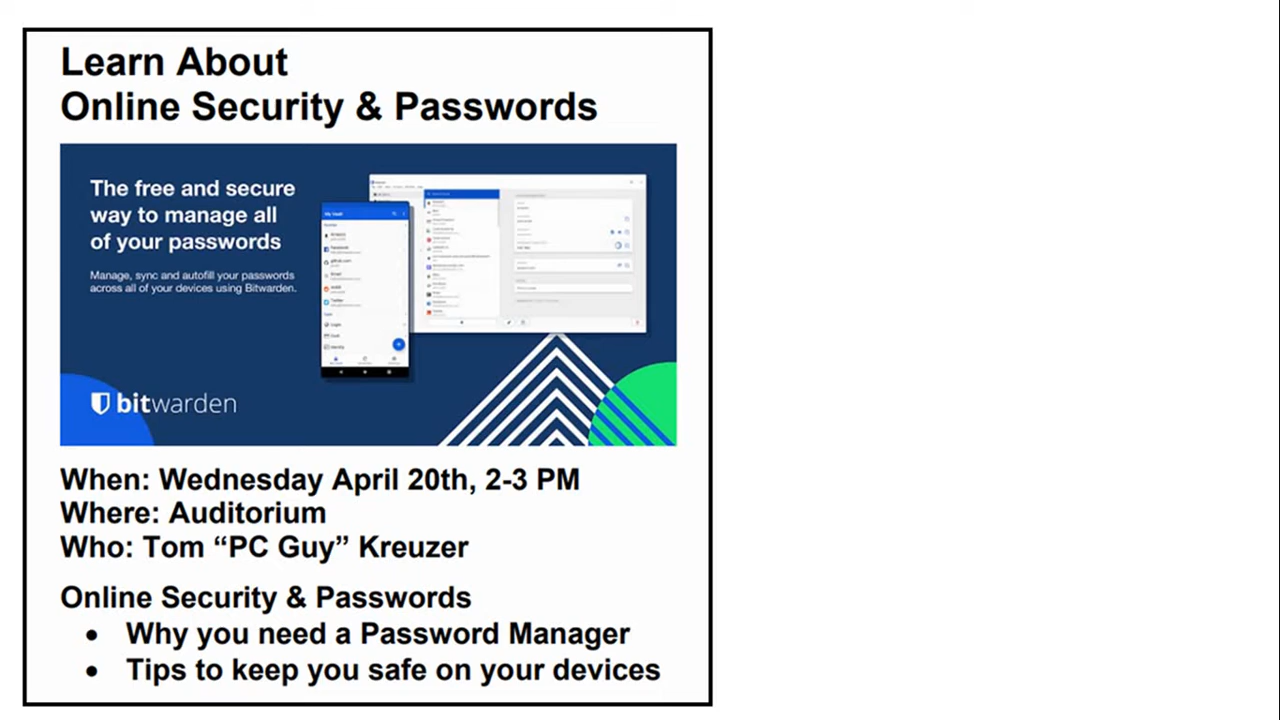 Learn About
Online Security & Passwords
The free and secure
way to manage all
of your passwords
Manage, sync and autofill your passwords
across all of your devices using Bitwarden.
My Vault
bitwarden
When: Wednesday April 20th, 2-3 PM
Where: Auditorium
Who: Tom “PC Guy” Kreuzer
Online Security & Passwords
• Why you need a Password Manager
• Tips to keep you safe on your devices